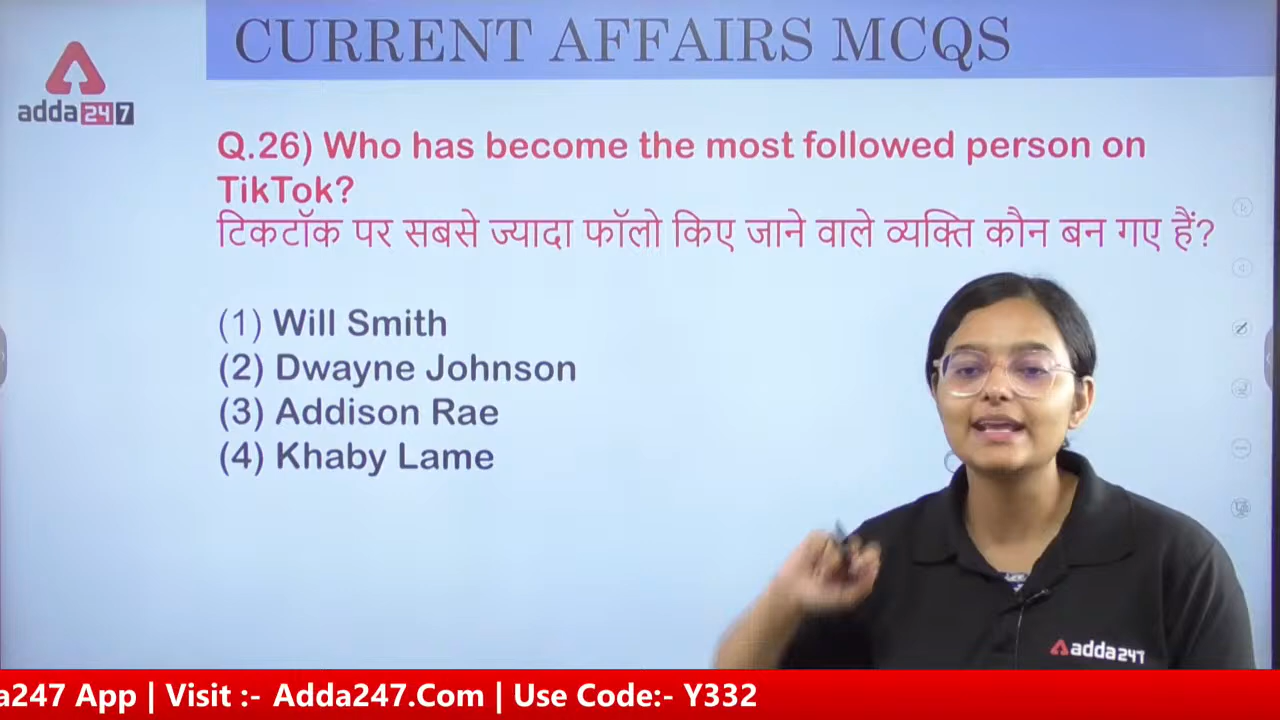 CURRENT AFFAIRS MCQS
adda247
Q.26) Who has become the most followed person on
TikTok?
टिकटॉक पर सबसे ज्यादा फॉलो किए जाने वाले व्यक्ति कौन बन गए हैं?
(1) Will Smith
(2) Dwayne Johnson
(3) Addison Rae
(4) Khaby Lame
adda247
a247 App | Visit :- Adda247.Com | Use Code:- Y332